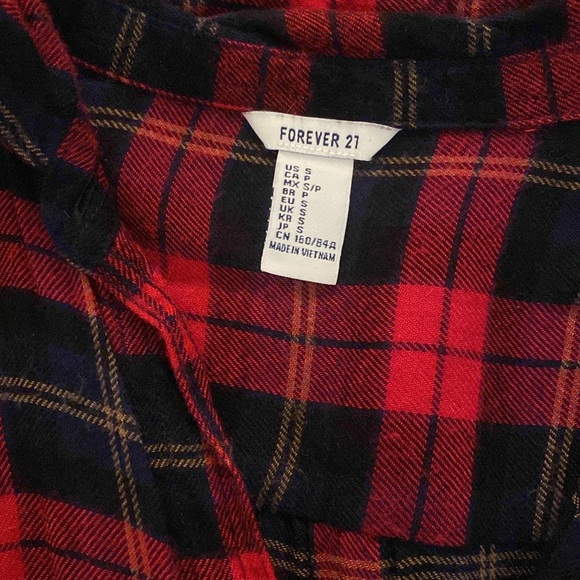 FOREVER 21
US S
CA P
MX S/P
BR P
EU S
UK S
KR S
JP S
CN 160/84A
MADE IN VIETNAM